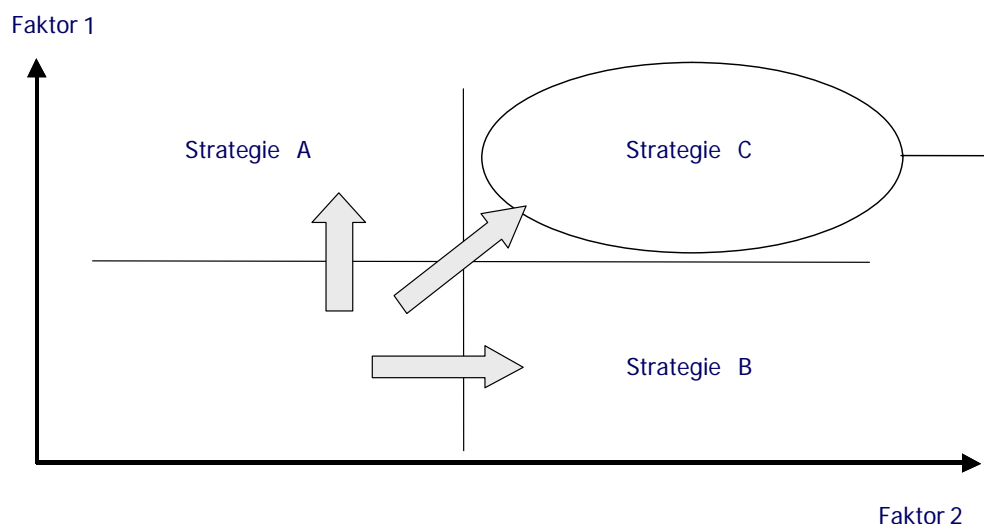 Faktor 1
Strategie A
Strategie C
Strategie B
Faktor 2